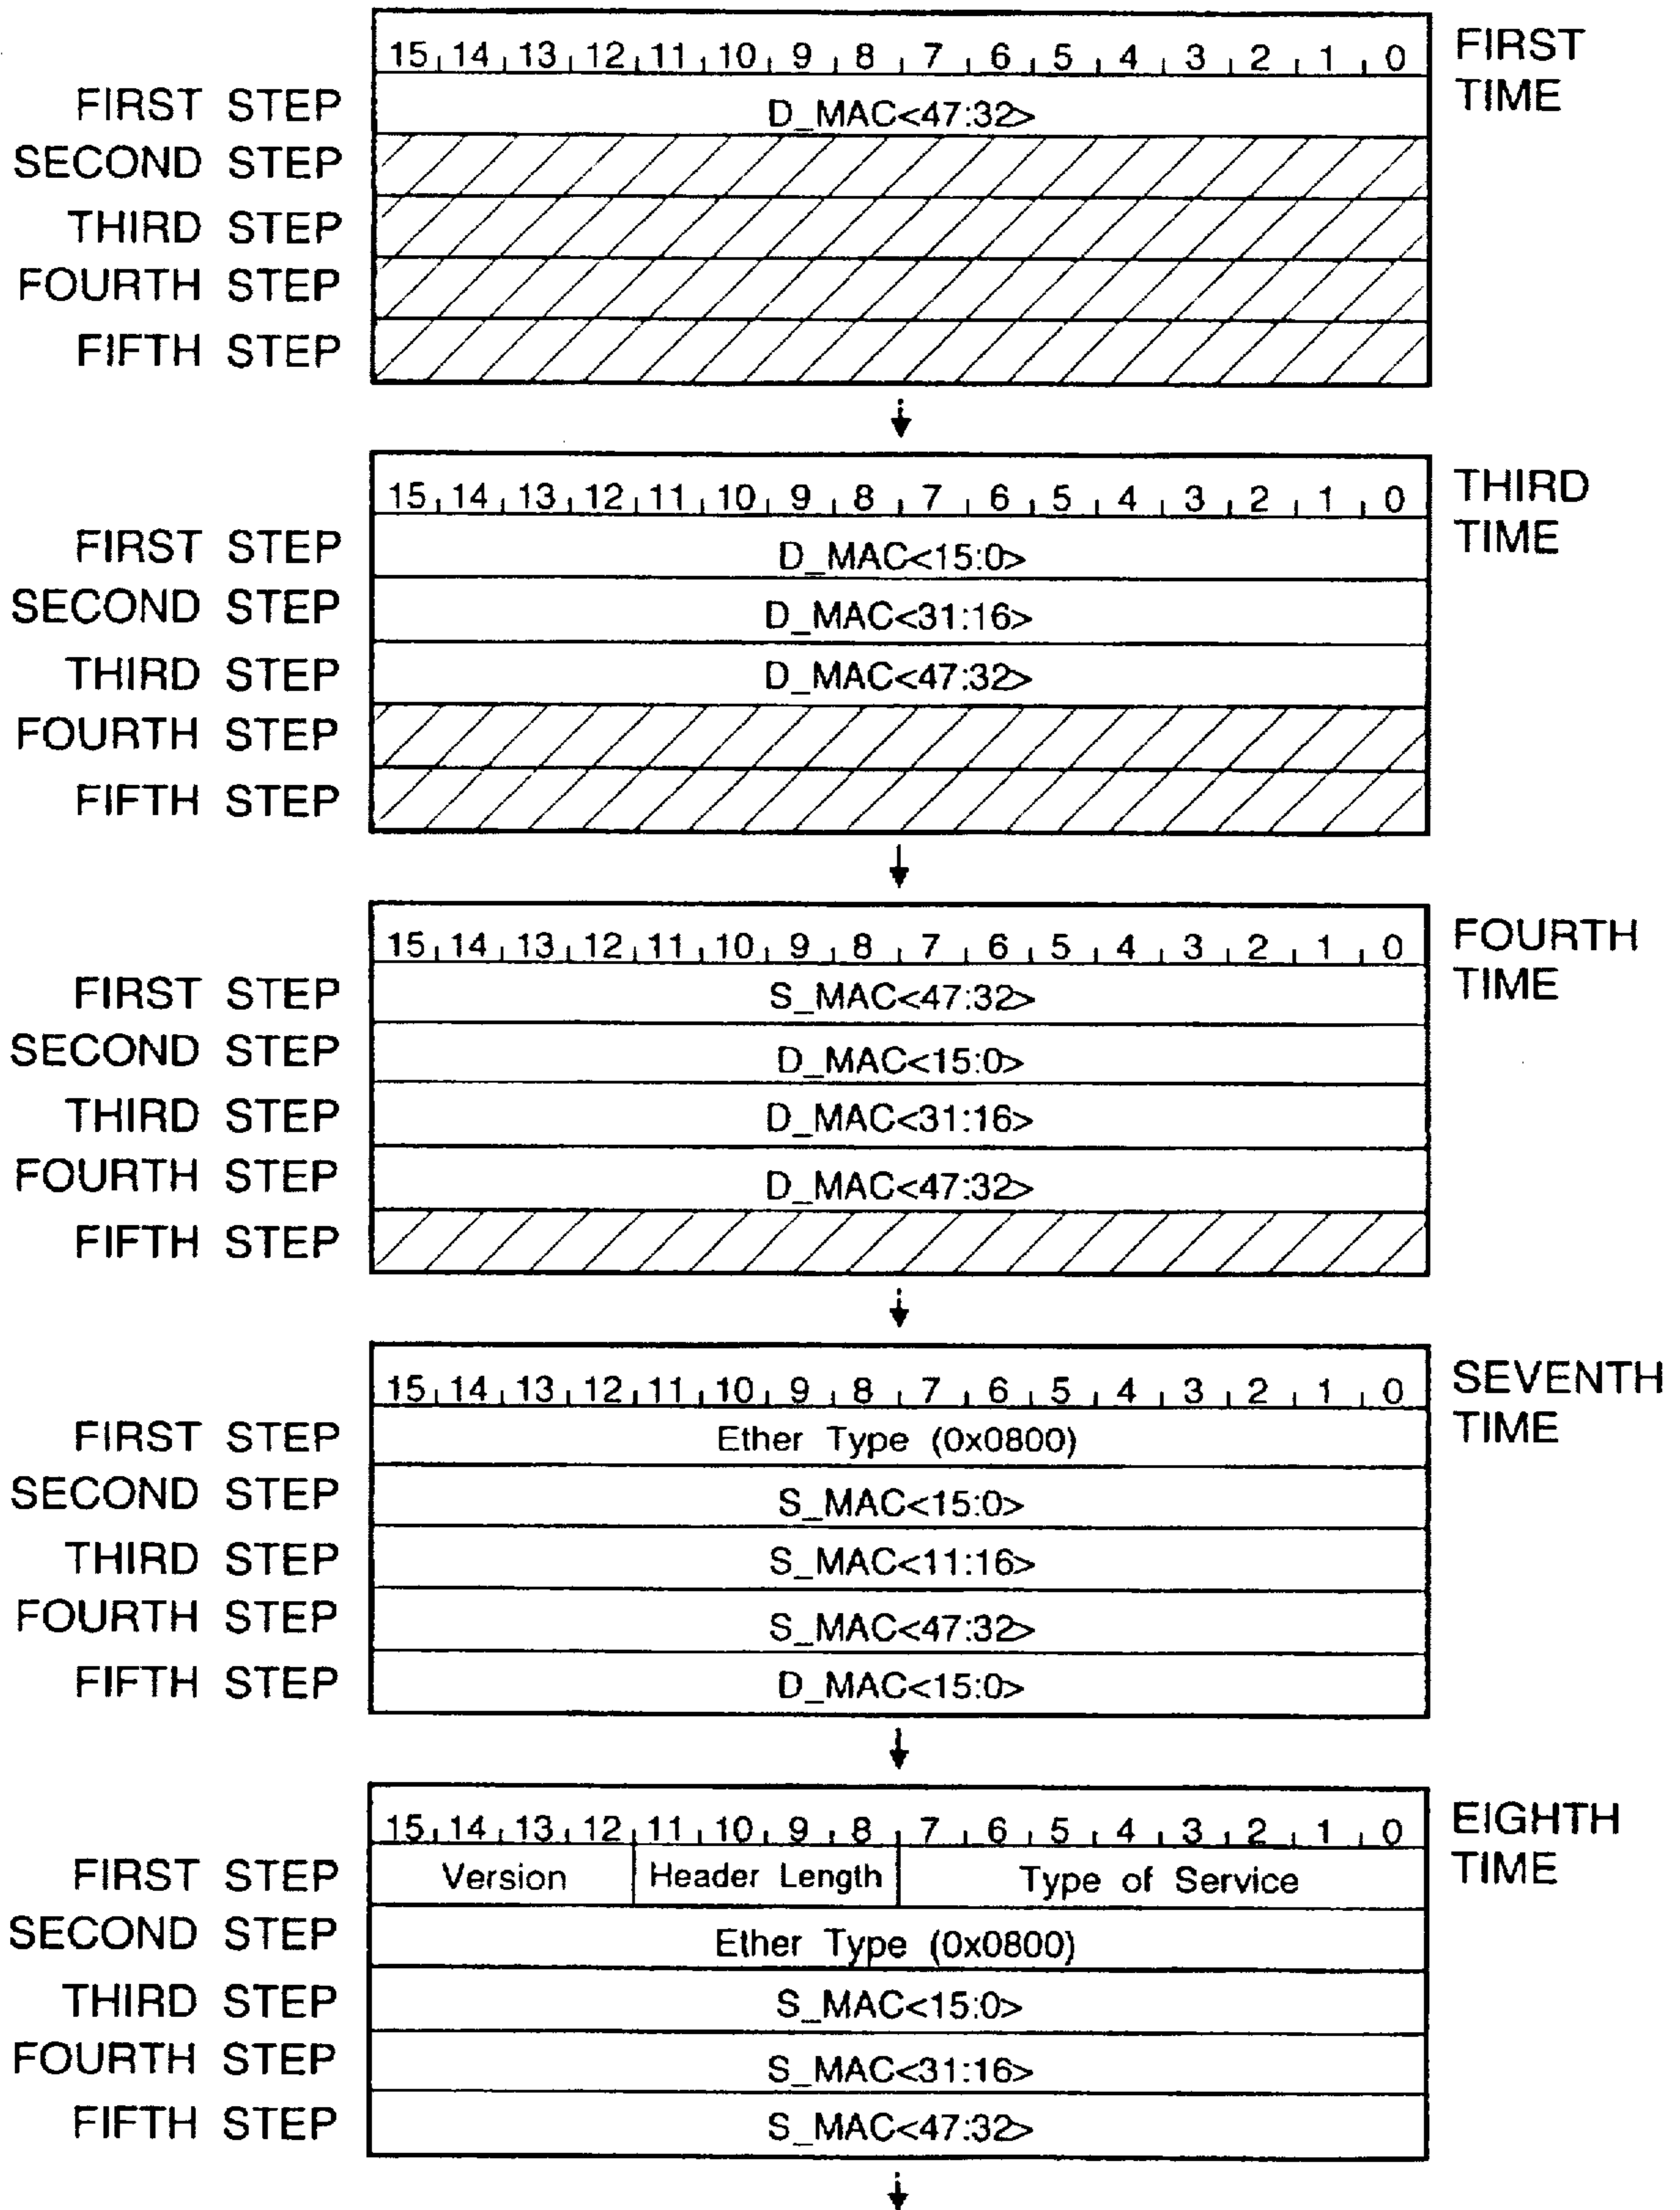 15 14 13 12 11 10 9 8 7 6 5 4 3 2 1 0
FIRST TIME
FIRST STEP D_MAC<47:32>
SECOND STEP
THIRD STEP
FOURTH STEP
FIFTH STEP
15 14 13 12 11 10 9 8 7 6 5 4 3 2 1 0
THIRD TIME
FIRST STEP D_MAC<15:0>
SECOND STEP D_MAC<31:16>
THIRD STEP D_MAC<47:32>
FOURTH STEP
FIFTH STEP
15 14 13 12 11 10 9 8 7 6 5 4 3 2 1 0
FOURTH TIME
FIRST STEP S_MAC<47:32>
SECOND STEP D_MAC<15:0>
THIRD STEP D_MAC<31:16>
FOURTH STEP D_MAC<47:32>
FIFTH STEP
15 14 13 12 11 10 9 8 7 6 5 4 3 2 1 0
SEVENTH TIME
FIRST STEP Ether Type (0x0800)
SECOND STEP S_MAC<15:0>
THIRD STEP S_MAC<11:16>
FOURTH STEP S_MAC<47:32>
FIFTH STEP D_MAC<15:0>
15 14 13 12 11 10 9 8 7 6 5 4 3 2 1 0
EIGHTH TIME
FIRST STEP Version Header Length Type of Service
SECOND STEP Ether Type (0x0800)
THIRD STEP S_MAC<15:0>
FOURTH STEP S_MAC<31:16>
FIFTH STEP S_MAC<47:32>